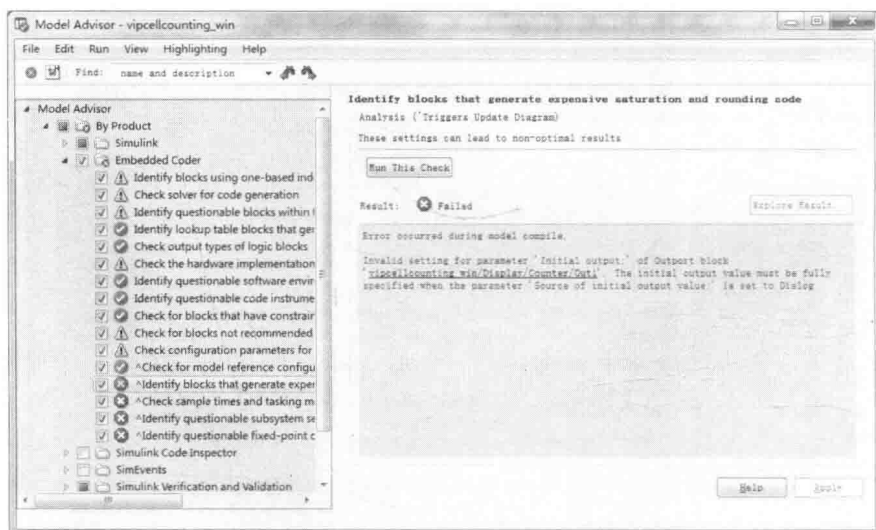 Model Advisor - vipcellcounting_win
File Edit Run View Highlighting Help
Find: name and description
Model Advisor
By Product
Simulink
Embedded Coder
Identify blocks using one-based ind
Check solver for code generation
Identify questionable blocks within t
Identify lookup table blocks that ger
Check output types of logic blocks
Check the hardware implementation
Identify questionable software envir
Identify questionable code instrume
Check for blocks that have constrair
Check for blocks not recommended
Check configuration parameters for
^Check for model reference configu
^Identify blocks that generate exper
^Check sample times and tasking m
^Identify questionable subsystem se
^Identify questionable fixed-point c
Simulink Code Inspector
SimEvents
Simulink Verification and Validation
Identify blocks that generate expensive saturation and rounding code
Analysis (^Triggers Update Diagram)
These settings can lead to non-optimal results
Run This Check
Result: Failed
Explore Result...
Error occurred during model compile.
Invalid setting for parameter 'Initial output:' of Outport block
'vipcellcounting_win/Display/Counter/Out1'. The initial output value must be fully
specified when the parameter 'Source of initial output value:' is set to Dialog
Help Apply